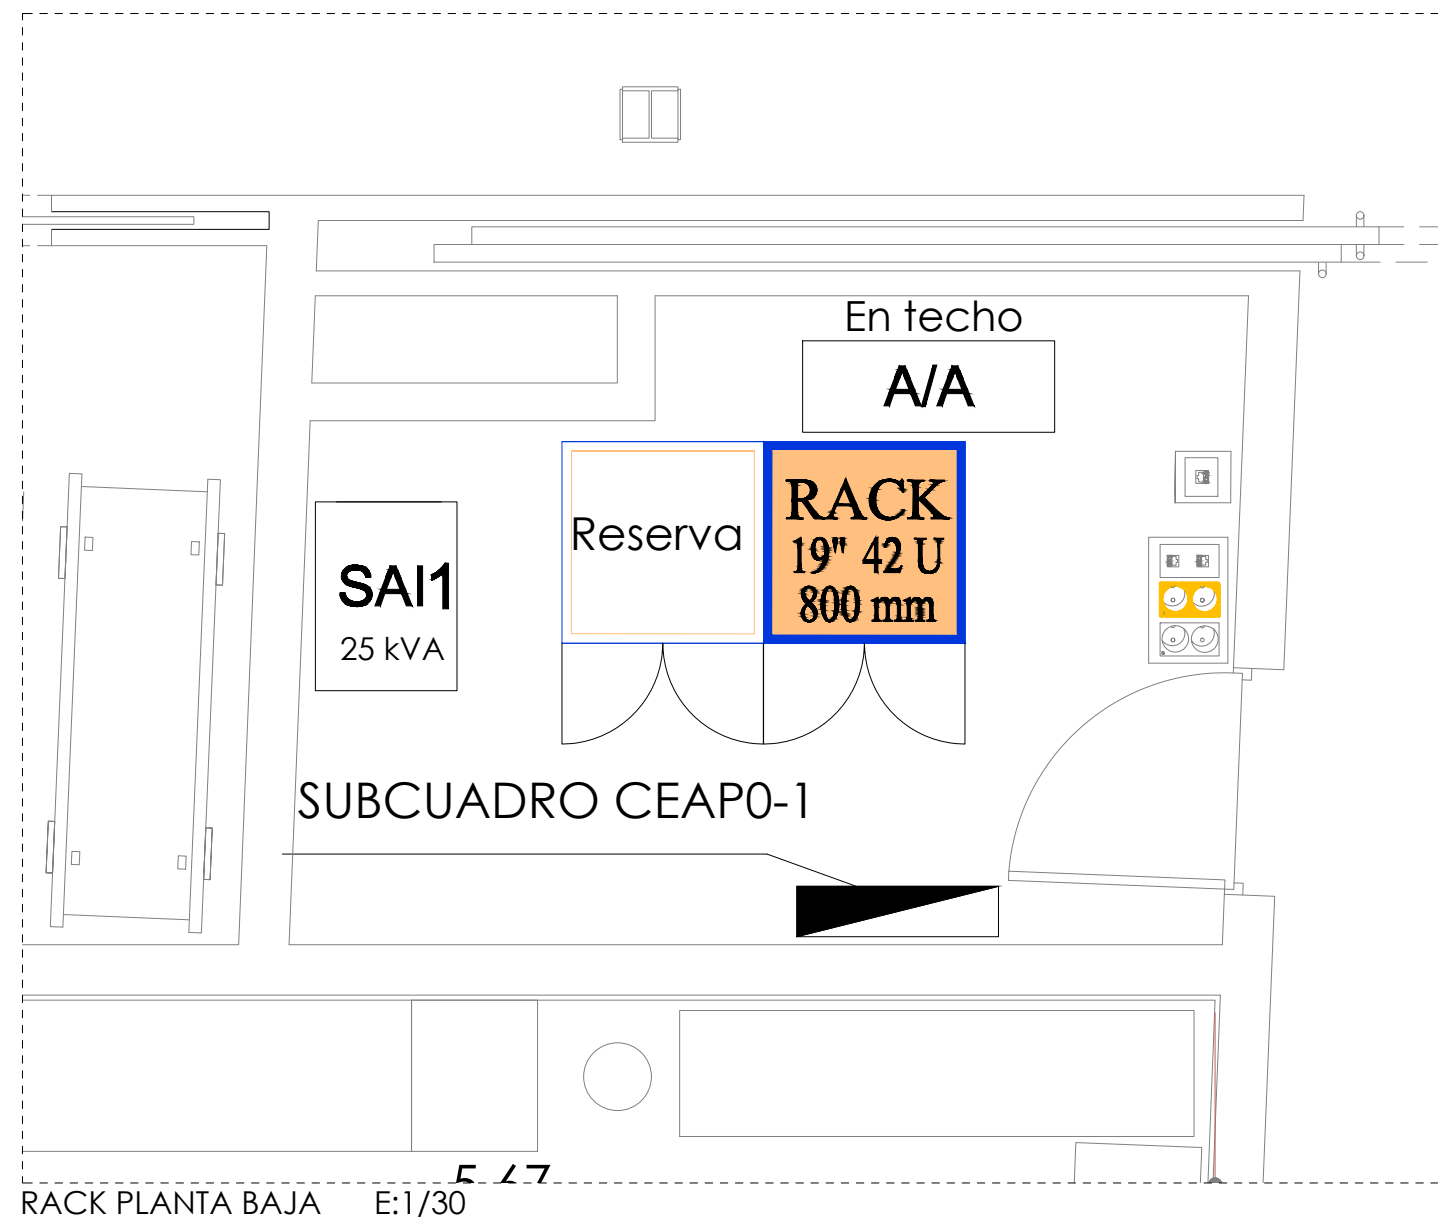 En techo
A/A
RACK
19" 42 U
800 mm
Reserva
SAI1
25 kVA
SUBCUADRO CEAP0-1
RACK PLANTA BAJA E:1/30